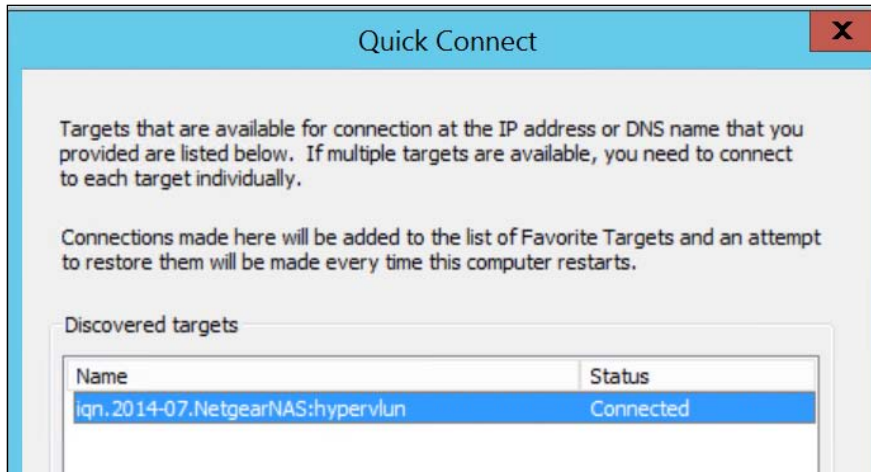 Quick Connect
X
Targets that are available for connection at the IP address or DNS name that you
provided are listed below. If multiple targets are available, you need to connect
to each target individually.
Connections made here will be added to the list of Favorite Targets and an attempt
to restore them will be made every time this computer restarts.
Discovered targets
Name Status
iqn.2014-07.NetgearNAS:hypervlun Connected